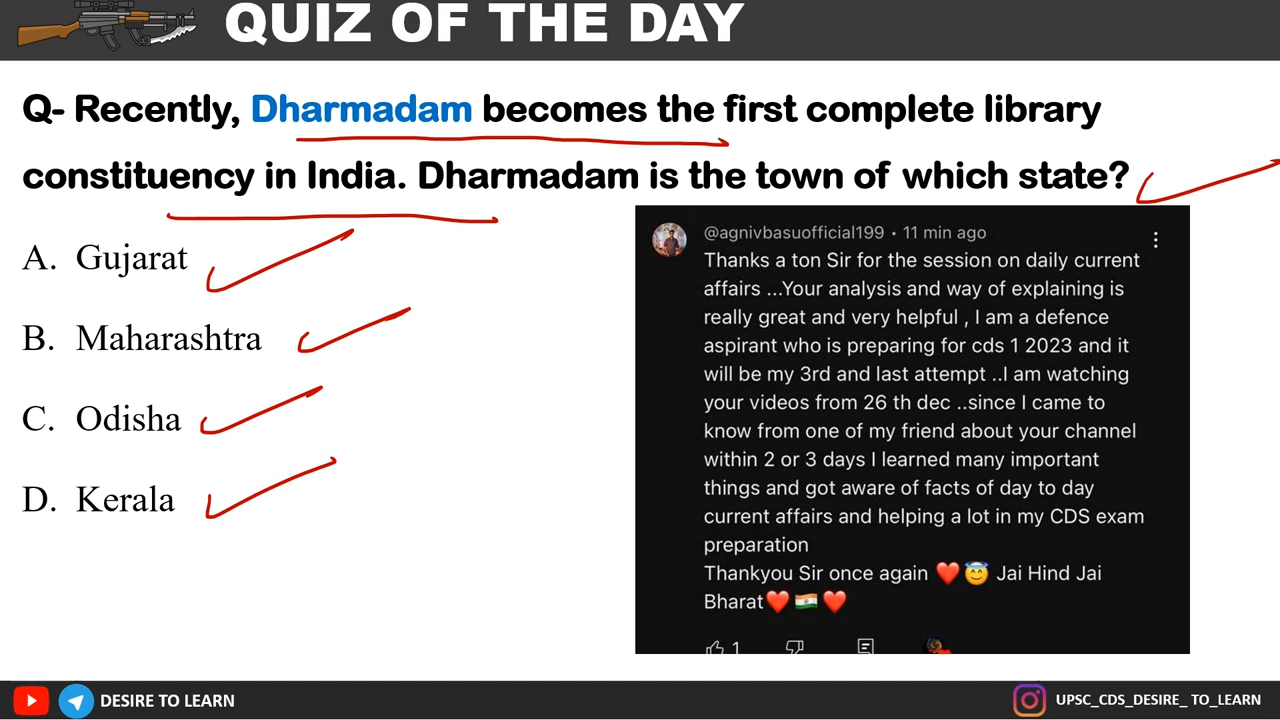 QUIZ OF THE DAY
Q- Recently, Dharmadam becomes the first complete library
constituency in India. Dharmadam is the town of which state?
A. Gujarat
B. Maharashtra
C. Odisha
D. Kerala
@agnivbasuofficial199 • 11 min ago
Thanks a ton Sir for the session on daily current
affairs ...Your analysis and way of explaining is
really great and very helpful , I am a defence
aspirant who is preparing for cds 1 2023 and it
will be my 3rd and last attempt ..I am watching
your videos from 26 th dec ..since I came to
know from one of my friend about your channel
within 2 or 3 days I learned many important
things and got aware of facts of day to day
current affairs and helping a lot in my CDS exam
preparation
Thankyou Sir once again ❤️😇 Jai Hind Jai
Bharat❤️🇮🇳❤️
1
DESIRE TO LEARN
UPSC_CDS_DESIRE_ TO_LEARN